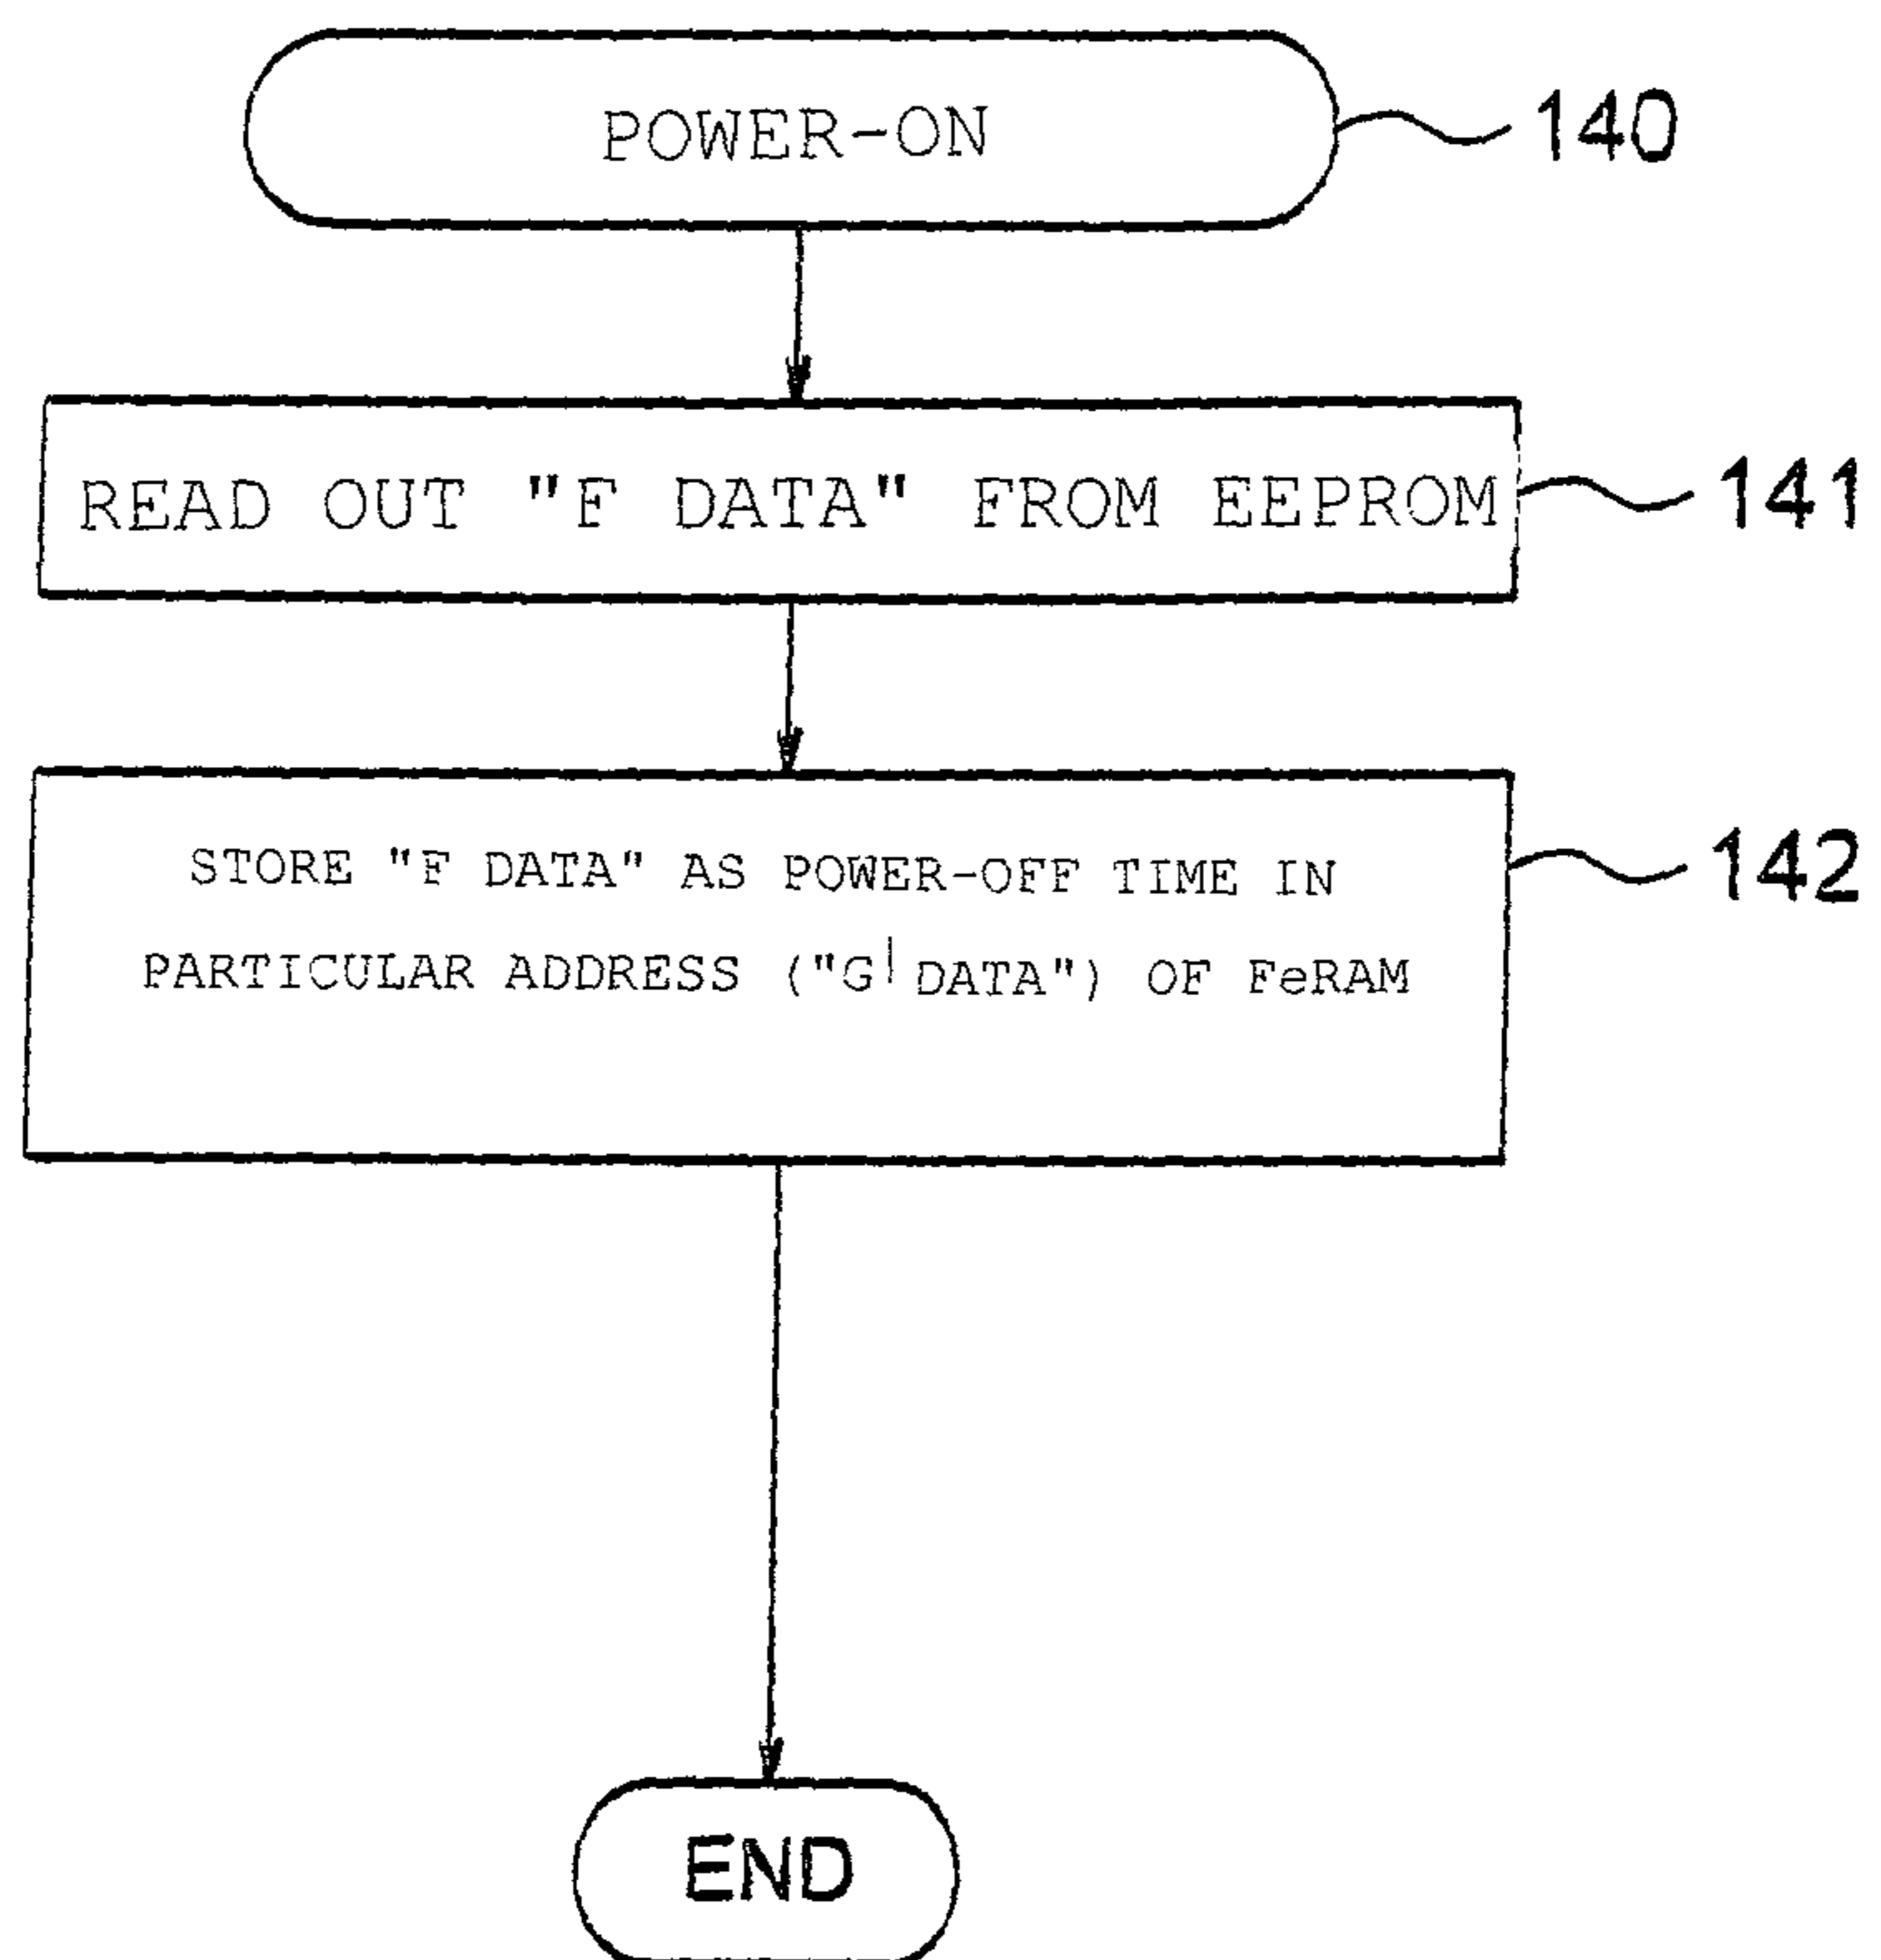 POWER-ON
140
READ OUT "F DATA" FROM EEPROM
141
STORE "F DATA" AS POWER-OFF TIME IN
142
PARTICULAR ADDRESS ("G DATA") OF FeRAM
END